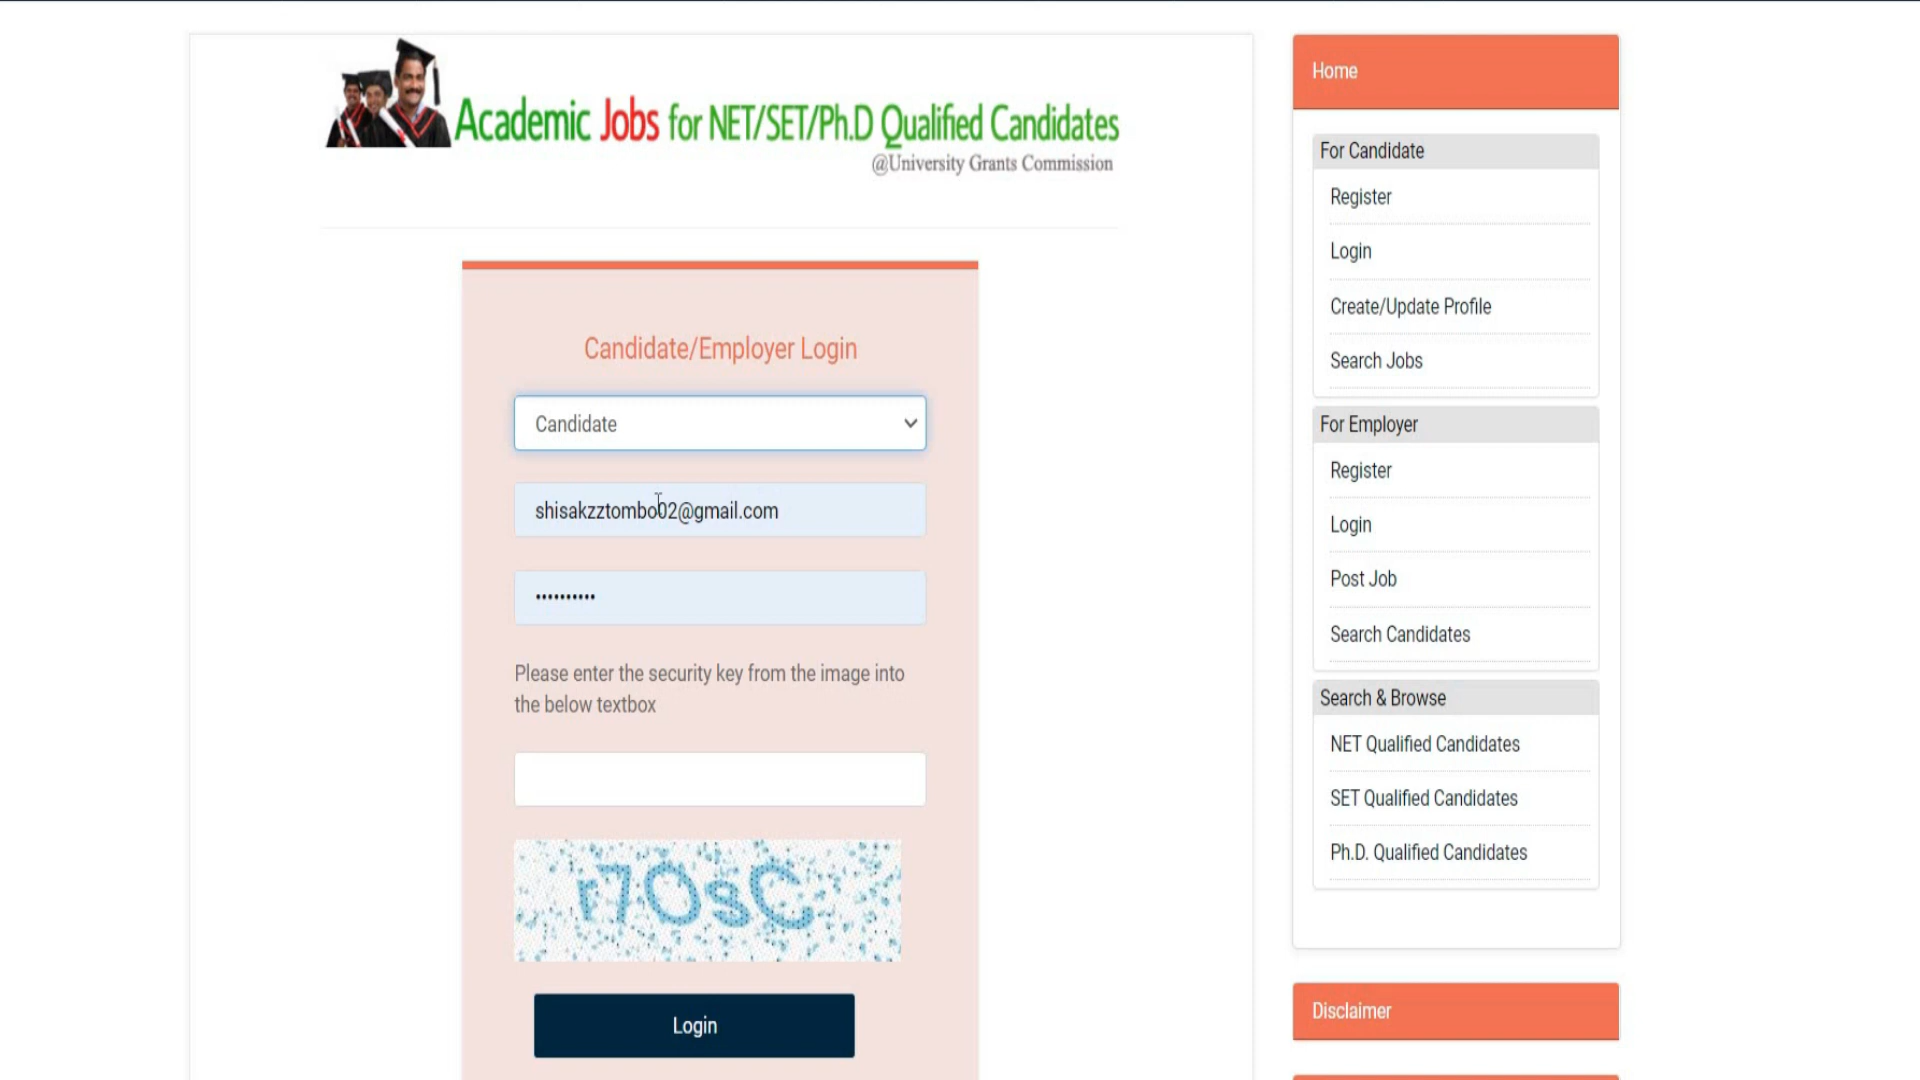 Academic Jobs for NET/SET/Ph.D Qualified Candidates
@University Grants Commission
Candidate/Employer Login
Candidate
shisakzztombo02@gmail.com
••••••••••
Please enter the security key from the image into
the below textbox
r7OsC
Login
Home
For Candidate
Register
Login
Create/Update Profile
Search Jobs
For Employer
Register
Login
Post Job
Search Candidates
Search & Browse
NET Qualified Candidates
SET Qualified Candidates
Ph.D. Qualified Candidates
Disclaimer